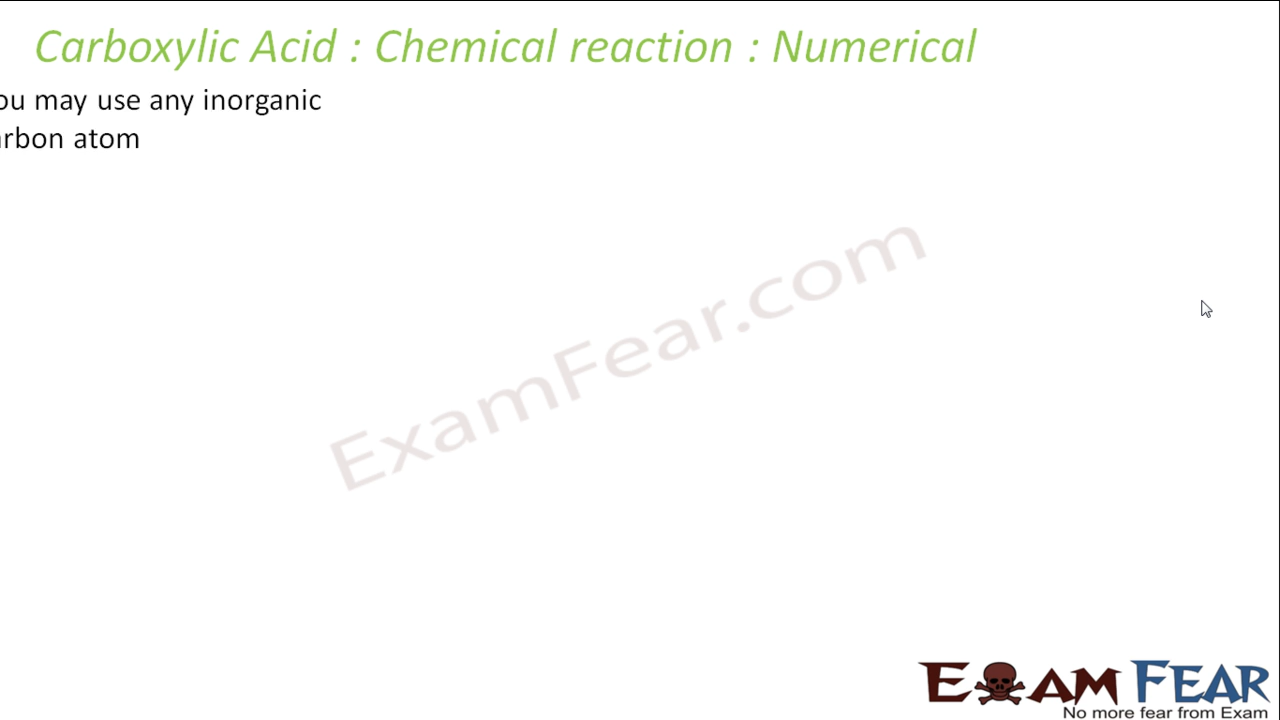 Carboxylic Acid : Chemical reaction : Numerical
ou may use any inorganic
rbon atom
ExamFear.com
EXAM FEAR
No more fear from Exam